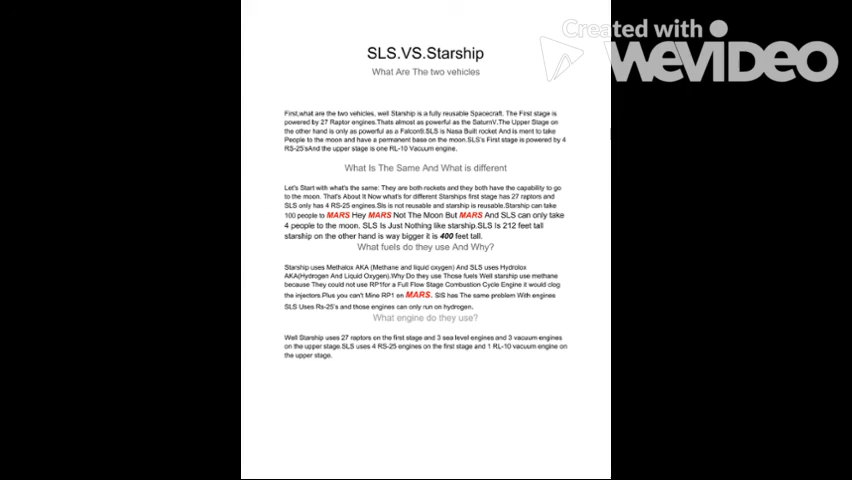 Created with
WEVIDEO
SLS.VS.Starship
What Are The two vehicles
First,what are the two vehicles, well Starship is a fully reusable Spacecraft. The First stage is
powered by 27 Raptor engines.Thats almost as powerful as the SaturnV.The Upper Stage on
the other hand is only as powerful as a Falcon9.SLS is Nasa Built rocket And is ment to take
People to the moon and have a permanent base on the moon.SLS's First stage is powered by 4
RS-25'sAnd the upper stage is one RL-10 Vacuum engine.
What Is The Same And What is different
Let's Start with what's the same: They are both rockets and they both have the capability to go
to the moon. That's About It Now what's for different Starships first stage has 27 raptors and
SLS only has 4 RS-25 engines.Sls is not reusable and starship is reusable.Starship can take
100 people to MARS Hey MARS Not The Moon But MARS And SLS can only take
4 people to the moon. SLS Is Just Nothing like starship.SLS Is 212 feet tall
starship on the other hand is way bigger it is 400 feet tall.
What fuels do they use And Why?
Starship uses Methalox AKA (Methane and liquid oxygen) And SLS uses Hydrolox
AKA(Hydrogen And Liquid Oxygen).Why Do they use Those fuels Well starship use methane
because They could not use RP1for a Full Flow Stage Combustion Cycle Engine it would clog
the injectors.Plus you can't Mine RP1 on MARS. SlS has The same problem With engines
SLS Uses Rs-25's and those engines can only run on hydrogen.
What engine do they use?
Well Starship uses 27 raptors on the first stage and 3 sea level engines and 3 vacuum engines
on the upper stage.SLS uses 4 RS-25 engines on the first stage and 1 RL-10 vacuum engine on
the upper stage.